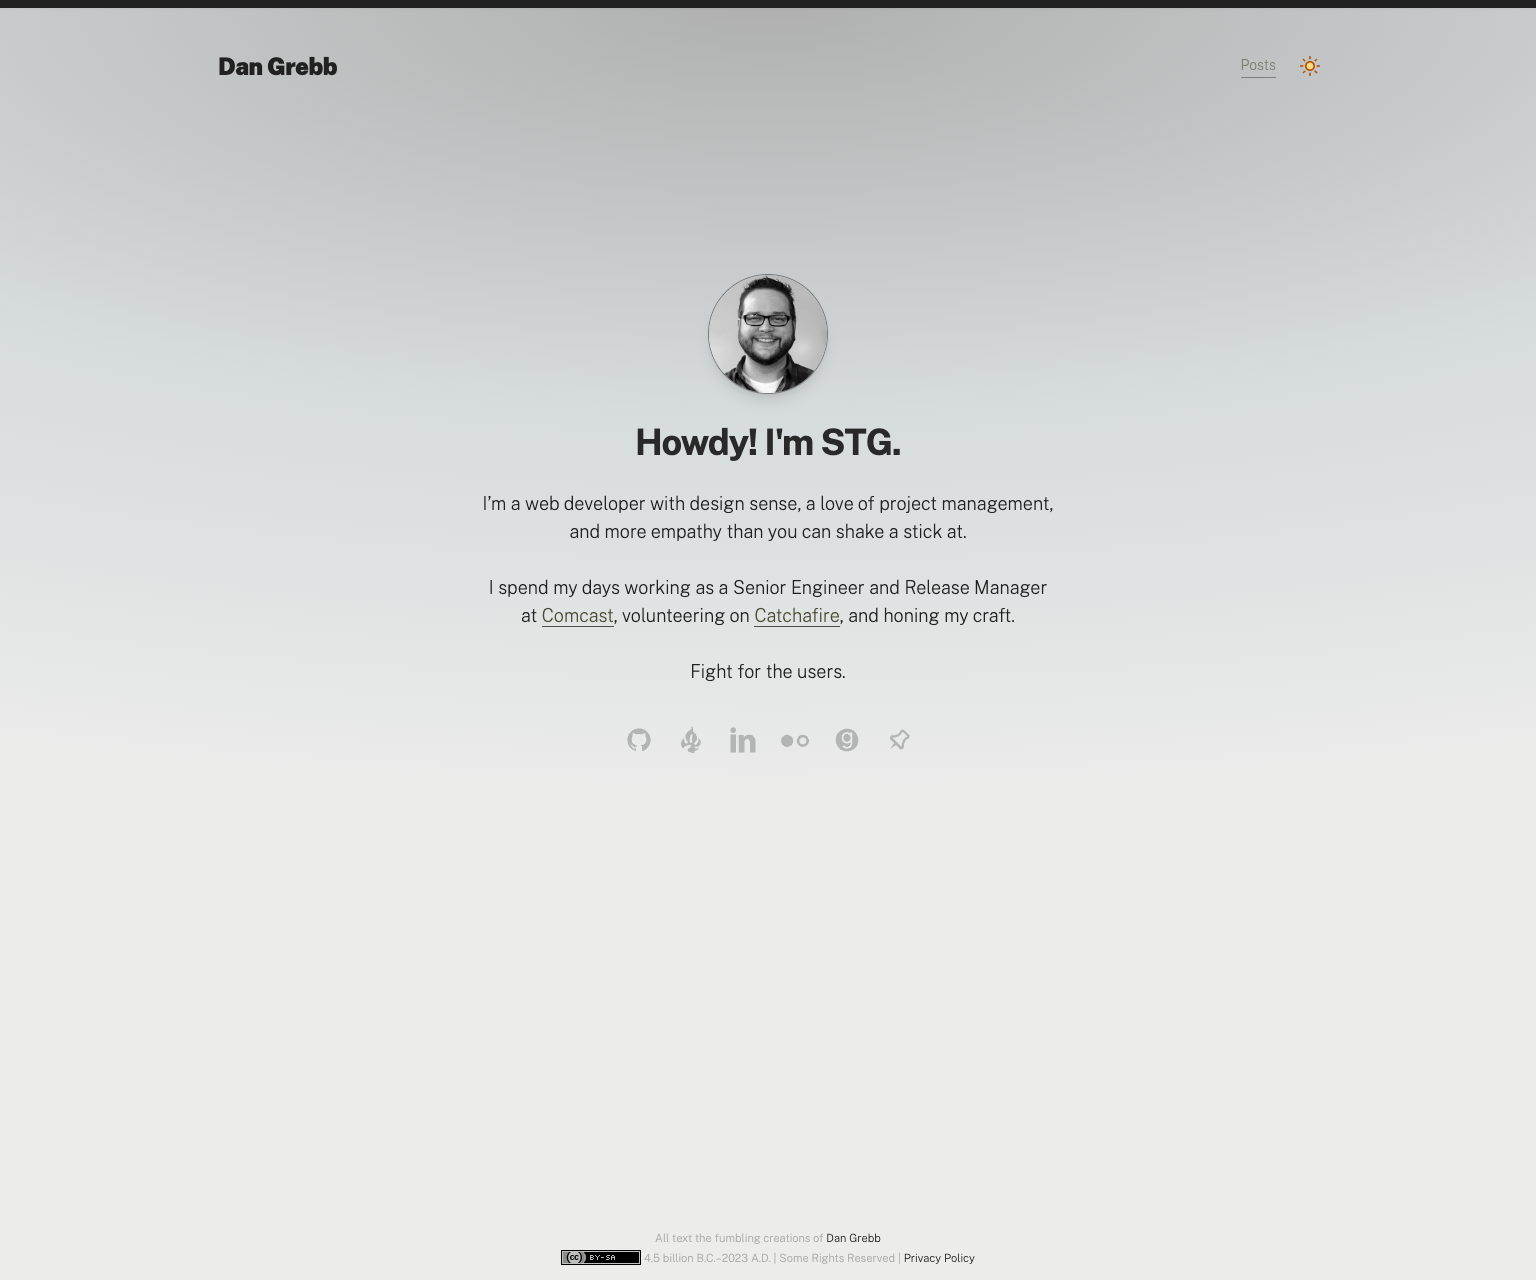 Dan Grebb
Posts
Howdy! I'm STG.
I’m a web developer with design sense, a love of project management,
and more empathy than you can shake a stick at.
I spend my days working as a Senior Engineer and Release Manager
at Comcast, volunteering on Catchafire, and honing my craft.
Fight for the users.
in
g
All text the fumbling creations of Dan Grebb
cc BY-SA 4.5 billion B.C.–2023 A.D. | Some Rights Reserved | Privacy Policy